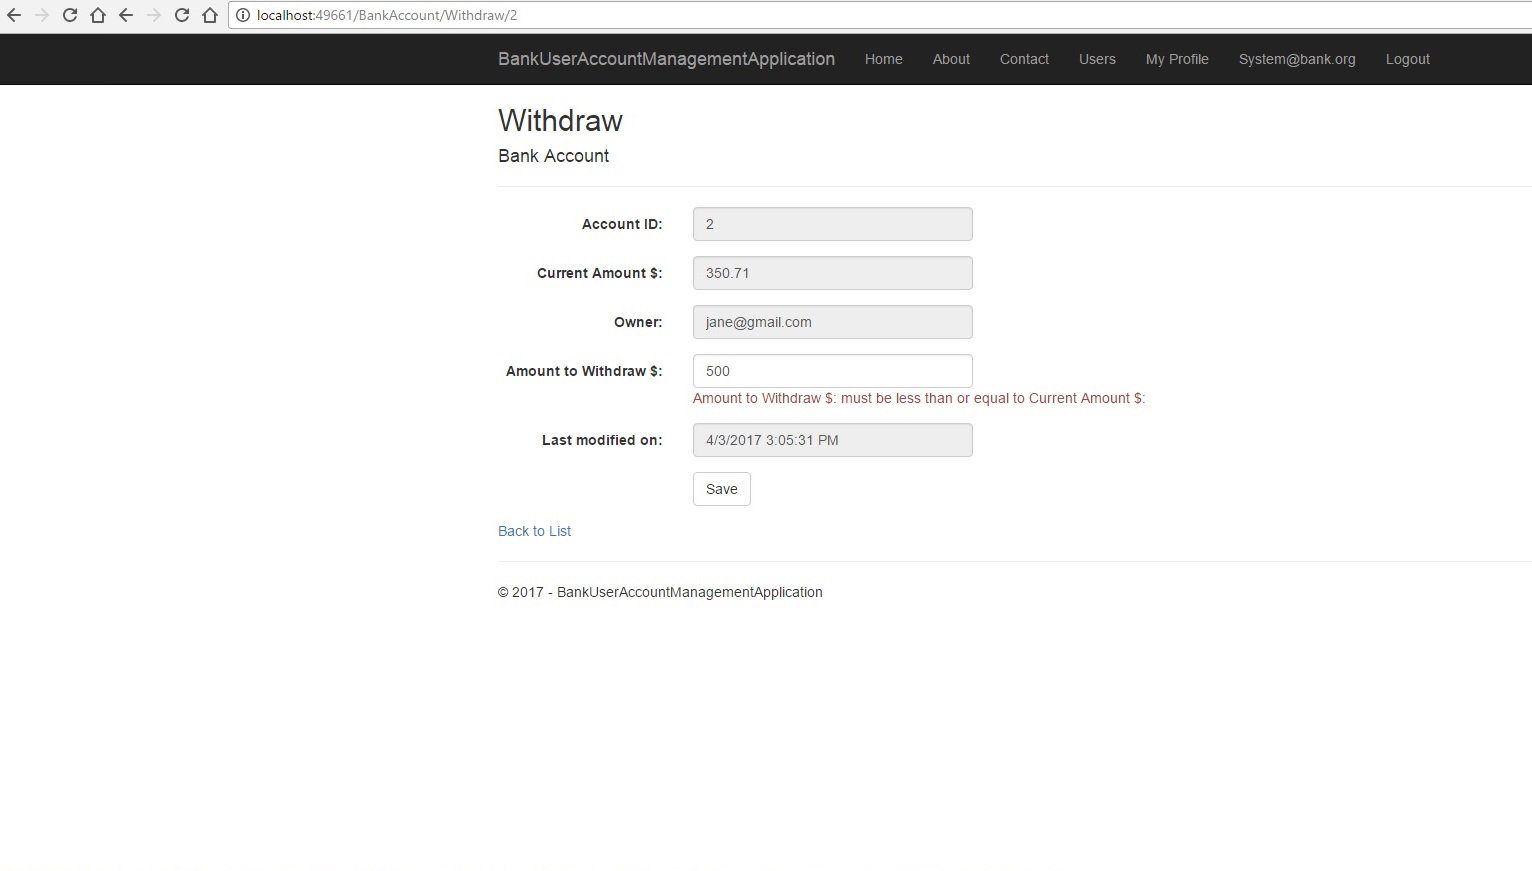 localhost:49661/BankAccount/Withdraw/2
BankUserAccountManagementApplication Home About Contact Users My Profile System@bank.org Logout
Withdraw
Bank Account
Account ID: 2
Current Amount $: 350.71
Owner: jane@gmail.com
Amount to Withdraw $: 500
Amount to Withdraw $: must be less than or equal to Current Amount $:
Last modified on: 4/3/2017 3:05:31 PM
Save
Back to List
© 2017 - BankUserAccountManagementApplication